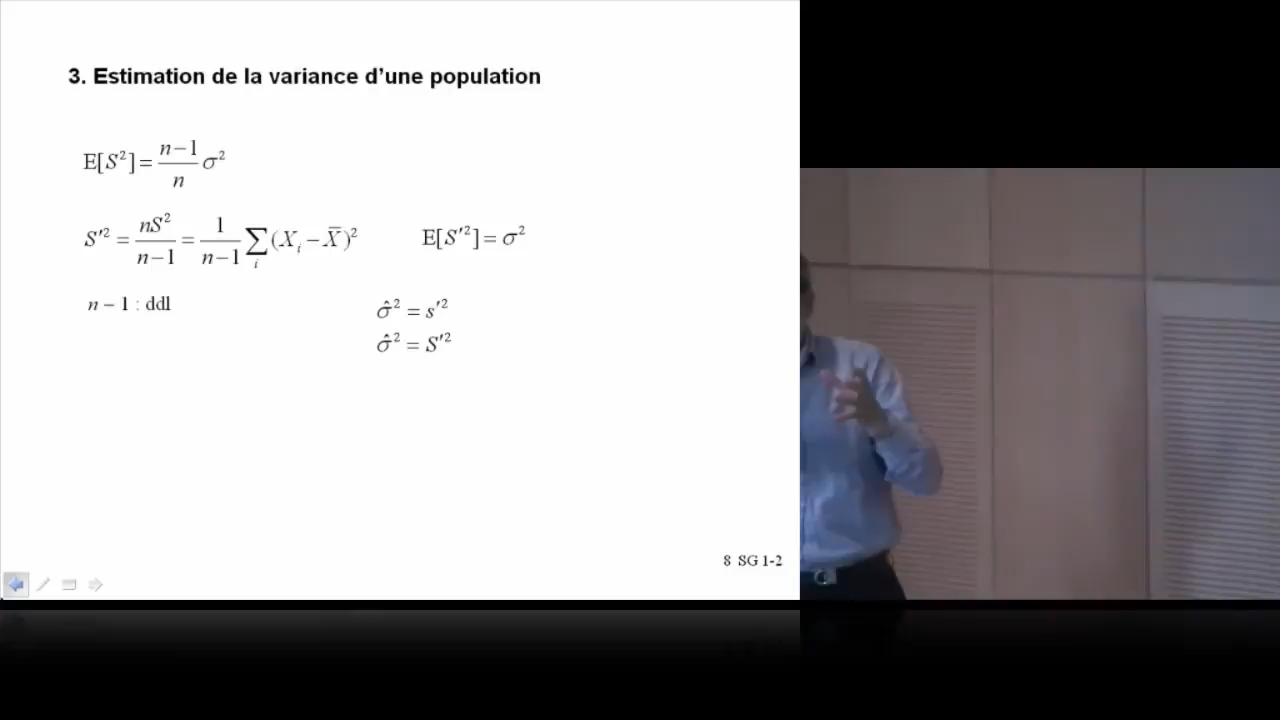 3. Estimation de la variance d’une population
E[S²] = n−1/n σ²
S′² = nS²/n−1 = 1/n−1 ∑i (Xi − X̄)² E[S′²] = σ²
n − 1 : ddl
σ̂² = s′²
σ̂² = S′²
8 SG 1-2